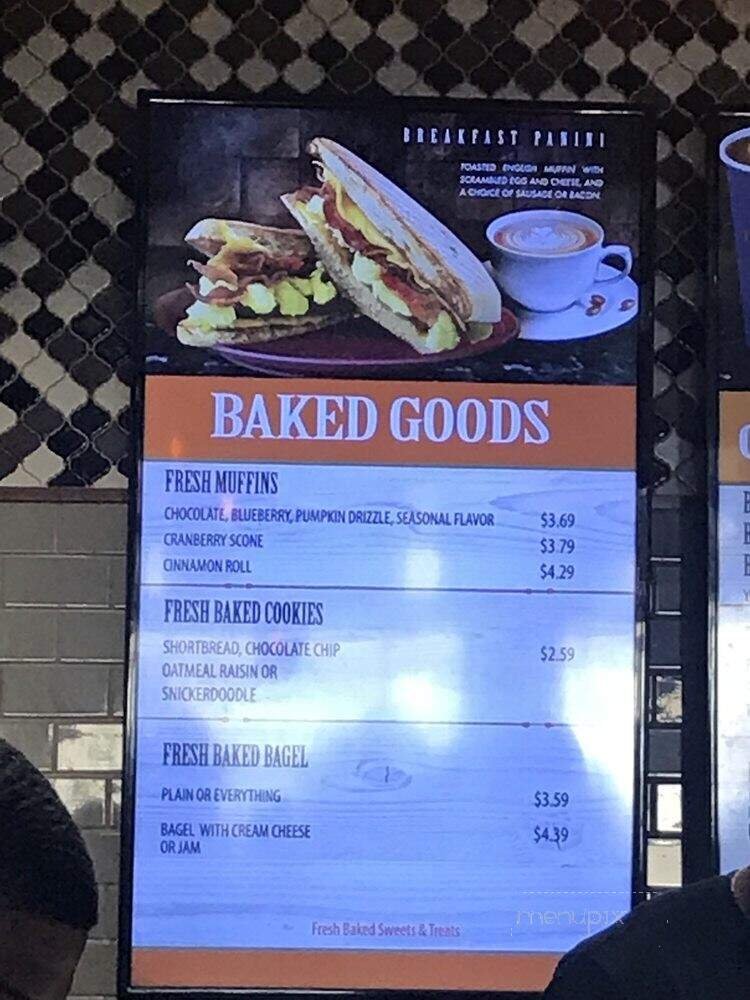 BREAKFAST PANINI
TOASTED ENGLISH MUFFIN WITH
SCRAMBLED EGG AND CHEESE, AND
A CHOICE OF SAUSAGE OR BACON
BAKED GOODS
FRESH MUFFINS
CHOCOLATE, BLUEBERRY, PUMPKIN DRIZZLE, SEASONAL FLAVOR $3.69
CRANBERRY SCONE $3.79
CINNAMON ROLL $4.29
FRESH BAKED COOKIES
SHORTBREAD, CHOCOLATE CHIP $2.59
OATMEAL RAISIN OR
SNICKERDOODLE
FRESH BAKED BAGEL
PLAIN OR EVERYTHING $3.59
BAGEL WITH CREAM CHEESE $4.39
OR JAM
Fresh Baked Sweets & Treats
menupix